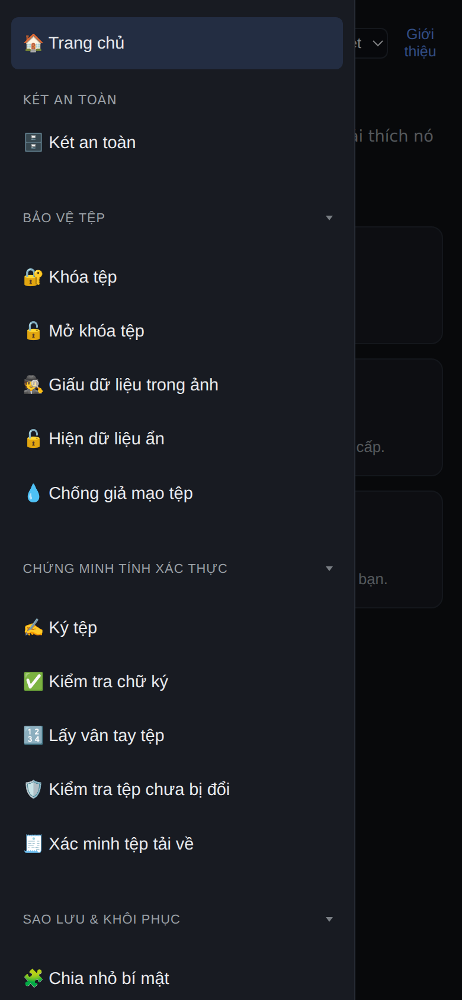 Trang chủ
Giới
thiệu
KÉT AN TOÀN
Két an toàn
thích nó
BẢO VỆ TỆP
Khóa tệp
Mở khóa tệp
Giấu dữ liệu trong ảnh
Hiện dữ liệu ẩn
cấp.
Chống giả mạo tệp
CHỨNG MINH TÍNH XÁC THỰC
bạn.
Ký tệp
Kiểm tra chữ ký
Lấy vân tay tệp
Kiểm tra tệp chưa bị đổi
Xác minh tệp tải về
SAO LƯU & KHÔI PHỤC
Chia nhỏ bí mật